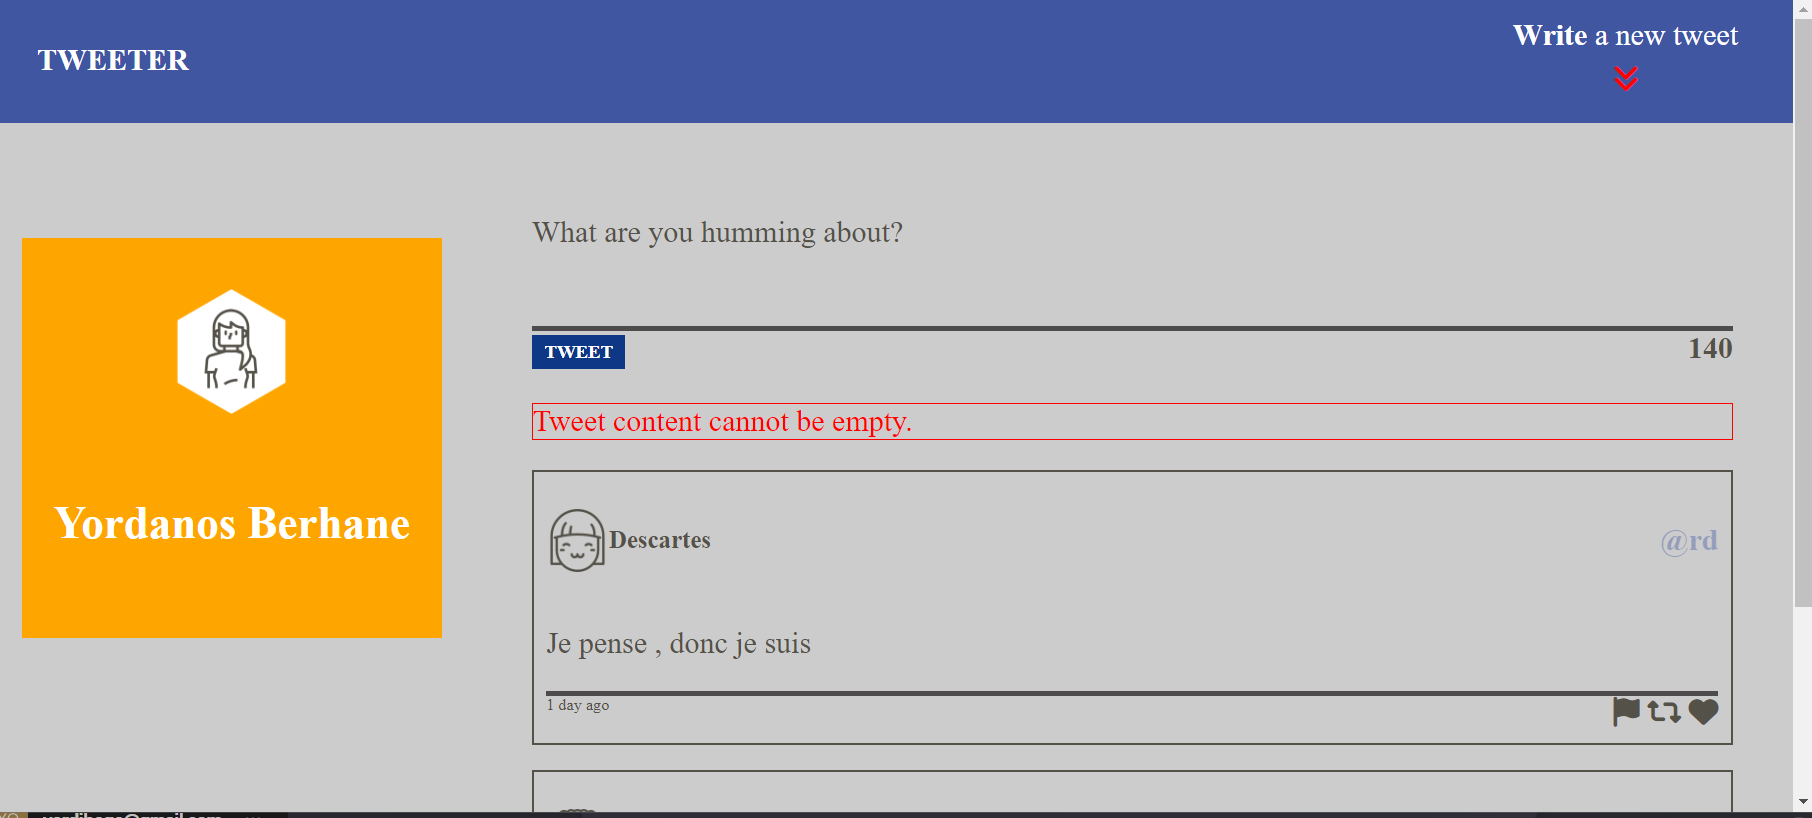 TWEETER
Write a new tweet
What are you humming about?
TWEET
140
Tweet content cannot be empty.
Yordanos Berhane
Descartes
@rd
Je pense , donc je suis
1 day ago